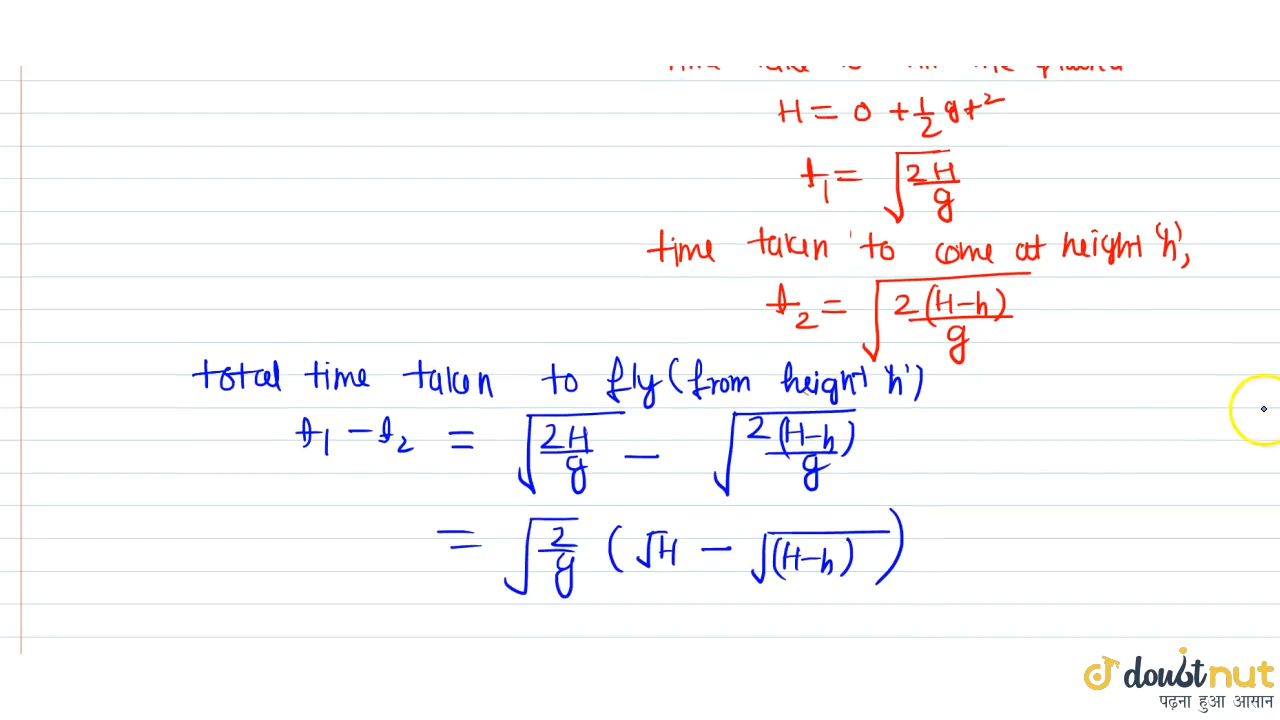 H = 0 + 1/2 gt²
t₁ = √(2H/g)
time taken to come at height 'h',
t₂ = √(2(H-h)/g)
total time taken to fly (from height 'h')
t₁ - t₂ = √(2H/g) - √(2(H-h)/g)
= √(2/g) (√H - √(H-h))
doubtnut
पढ़ना हुआ आसान